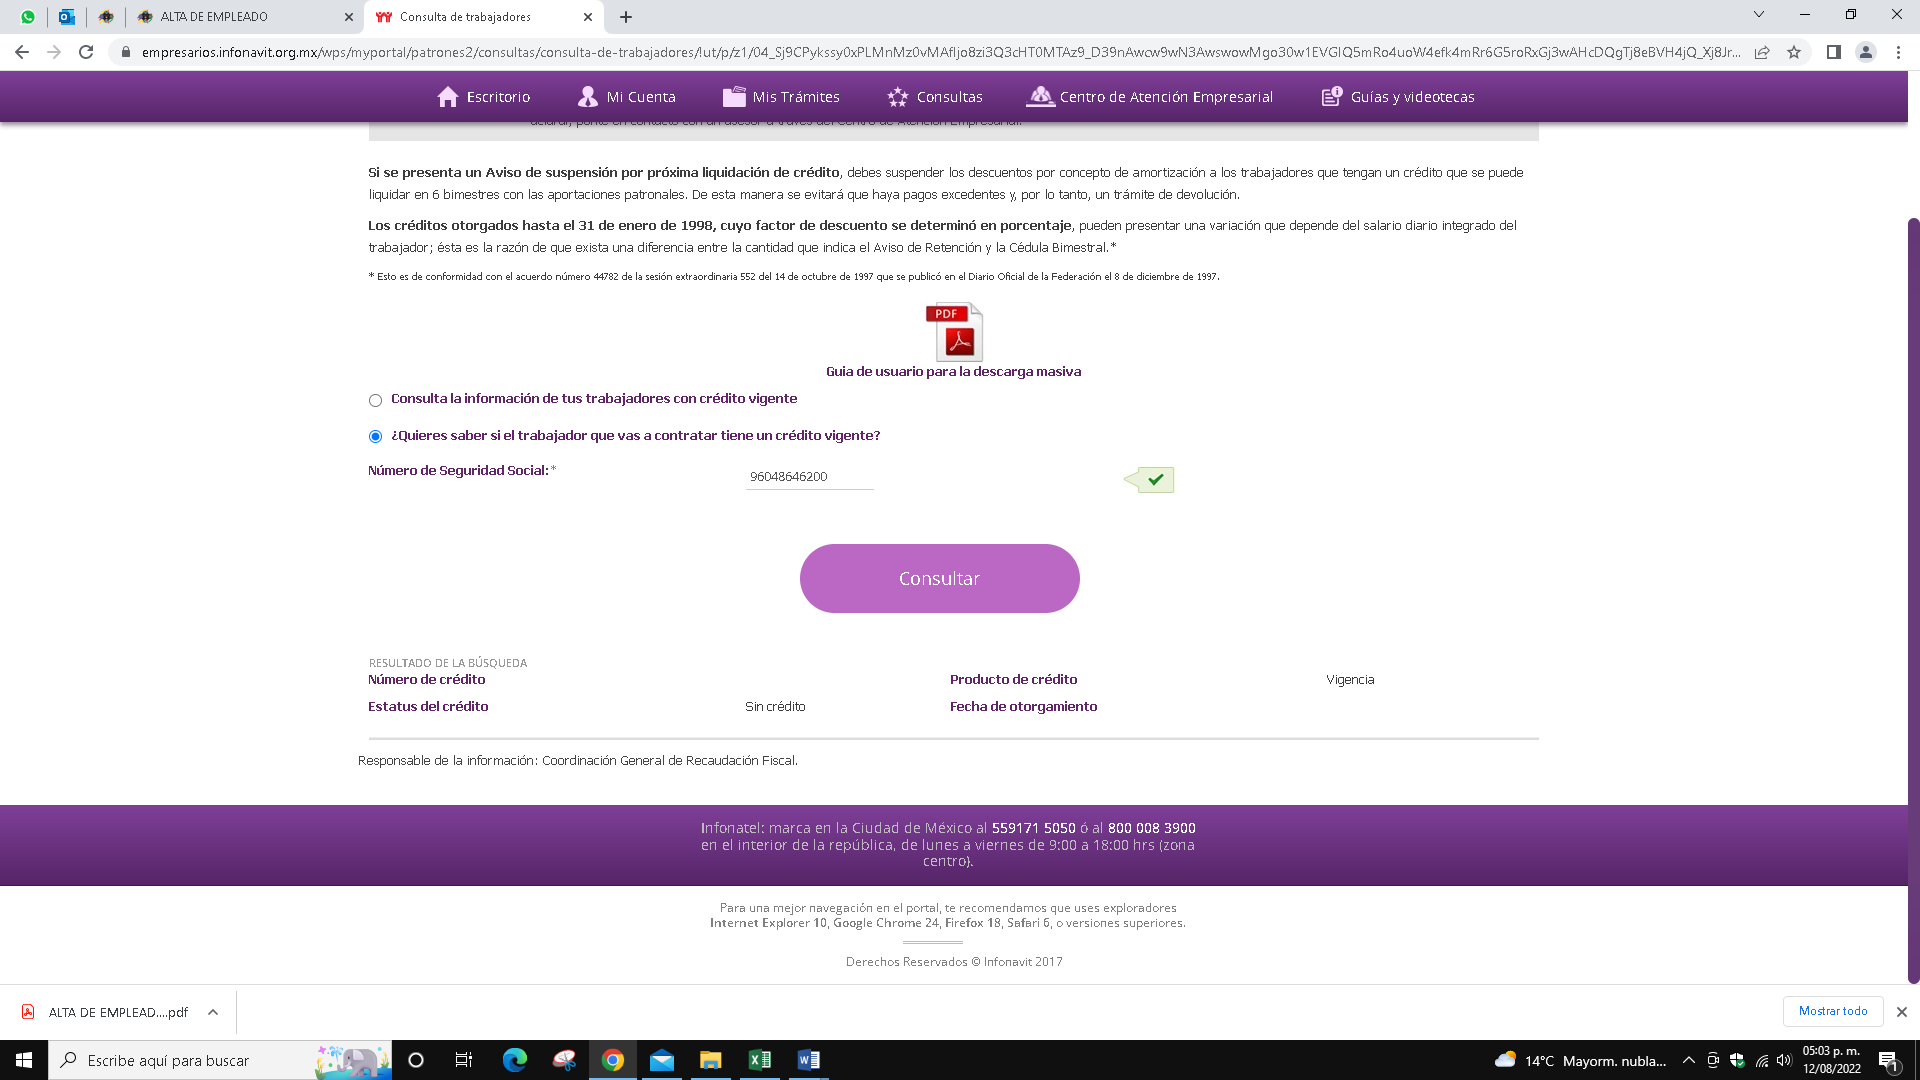 ALTA DE EMPLEADO
Consulta de trabajadores
empresarios.infonavit.org.mx/wps/myportal/patrones2/consultas/consulta-de-trabajadores/!ut/p/z1/
Escritorio
Mi Cuenta
Mis Trámites
Consultas
Centro de Atención Empresarial
Guías y videotecas
aclarar, ponte en contacto con un asesor a través del Centro de Atención Empresarial.
Si se presenta un Aviso de suspensión por próxima liquidación de crédito, debes suspender los descuentos por concepto de amortización a los trabajadores que tengan un crédito que se puede
liquidar en 6 bimestres con las aportaciones patronales. De esta manera se evitará que haya pagos excedentes y, por lo tanto, un trámite de devolución.
Los créditos otorgados hasta el 31 de enero de 1998, cuyo factor de descuento se determinó en porcentaje, pueden presentar una variación que depende del salario diario integrado del
trabajador; ésta es la razón de que exista una diferencia entre la cantidad que indica el Aviso de Retención y la Cédula Bimestral.*
* Esto es de conformidad con el acuerdo número 44782 de la sesión extraordinaria 552 del 14 de octubre de 1997 que se publicó en el Diario Oficial de la Federación el 8 de diciembre de 1997.
PDF
Guia de usuario para la descarga masiva
Consulta la información de tus trabajadores con crédito vigente
¿Quieres saber si el trabajador que vas a contratar tiene un crédito vigente?
Número de Seguridad Social:* 96048646200
Consultar
RESULTADO DE LA BÚSQUEDA
Número de crédito Producto de crédito Vigencia
Estatus del crédito Sin crédito Fecha de otorgamiento
Responsable de la información: Coordinación General de Recaudación Fiscal.
Infonatel: marca en la Ciudad de México al 559171 5050 ó al 800 008 3900
en el interior de la república, de lunes a viernes de 9:00 a 18:00 hrs (zona
centro).
Para una mejor navegación en el portal, te recomendamos que uses exploradores
Internet Explorer 10, Google Chrome 24, Firefox 18, Safari 6, o versiones superiores.
Derechos Reservados © Infonavit 2017
ALTA DE EMPLEAD....pdf
Mostrar todo
Escribe aquí para buscar
14°C Mayorm. nubla...
05:03 p. m.
12/08/2022
1